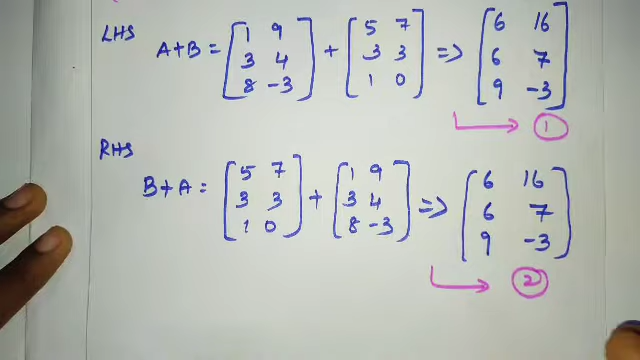 LHS
A+B = [1 9; 3 4; 8 -3] + [5 7; 3 3; 1 0] => [6 16; 6 7; 9 -3]
1
RHS
B+A = [5 7; 3 3; 1 0] + [1 9; 3 4; 8 -3] => [6 16; 6 7; 9 -3]
2